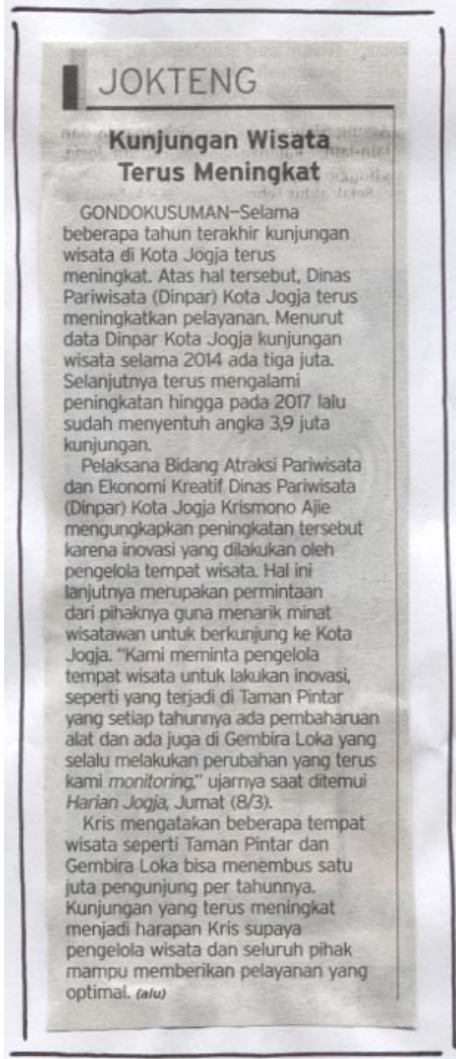 JOKTENG
Kunjungan Wisata
Terus Meningkat
GONDOKUSUMAN–Selama
beberapa tahun terakhir kunjungan
wisata di Kota Jogja terus
meningkat. Atas hal tersebut, Dinas
Pariwisata (Dinpar) Kota Jogja terus
meningkatkan pelayanan. Menurut
data Dinpar Kota Jogja kunjungan
wisata selama 2014 ada tiga juta.
Selanjutnya terus mengalami
peningkatan hingga pada 2017 lalu
sudah menyentuh angka 3,9 juta
kunjungan.
Pelaksana Bidang Atraksi Pariwisata
dan Ekonomi Kreatif Dinas Pariwisata
(Dinpar) Kota Jogja Krismono Ajie
mengungkapkan peningkatan tersebut
karena inovasi yang dilakukan oleh
pengelola tempat wisata. Hal ini
lanjutnya merupakan permintaan
dari pihaknya guna menarik minat
wisatawan untuk berkunjung ke Kota
Jogja. “Kami meminta pengelola
tempat wisata untuk lakukan inovasi,
seperti yang terjadi di Taman Pintar
yang setiap tahunnya ada pembaharuan
alat dan ada juga di Gembira Loka yang
selalu melakukan perubahan yang terus
kami monitoring,” ujarnya saat ditemui
Harian Jogja, Jumat (8/3).
Kris mengatakan beberapa tempat
wisata seperti Taman Pintar dan
Gembira Loka bisa menembus satu
juta pengunjung per tahunnya.
Kunjungan yang terus meningkat
menjadi harapan Kris supaya
pengelola wisata dan seluruh pihak
mampu memberikan pelayanan yang
optimal. (alu)